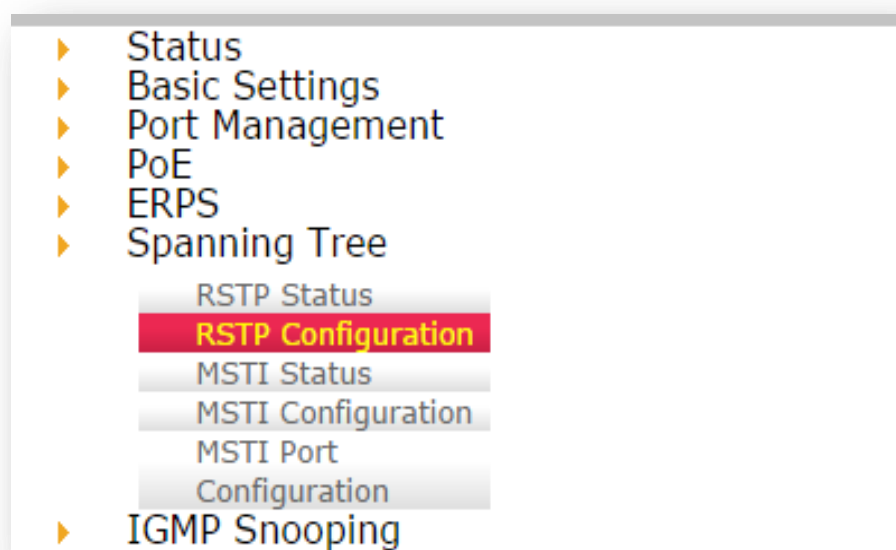 Status
Basic Settings
Port Management
PoE
ERPS
Spanning Tree
RSTP Status
RSTP Configuration
MSTI Status
MSTI Configuration
MSTI Port
Configuration
IGMP Snooping